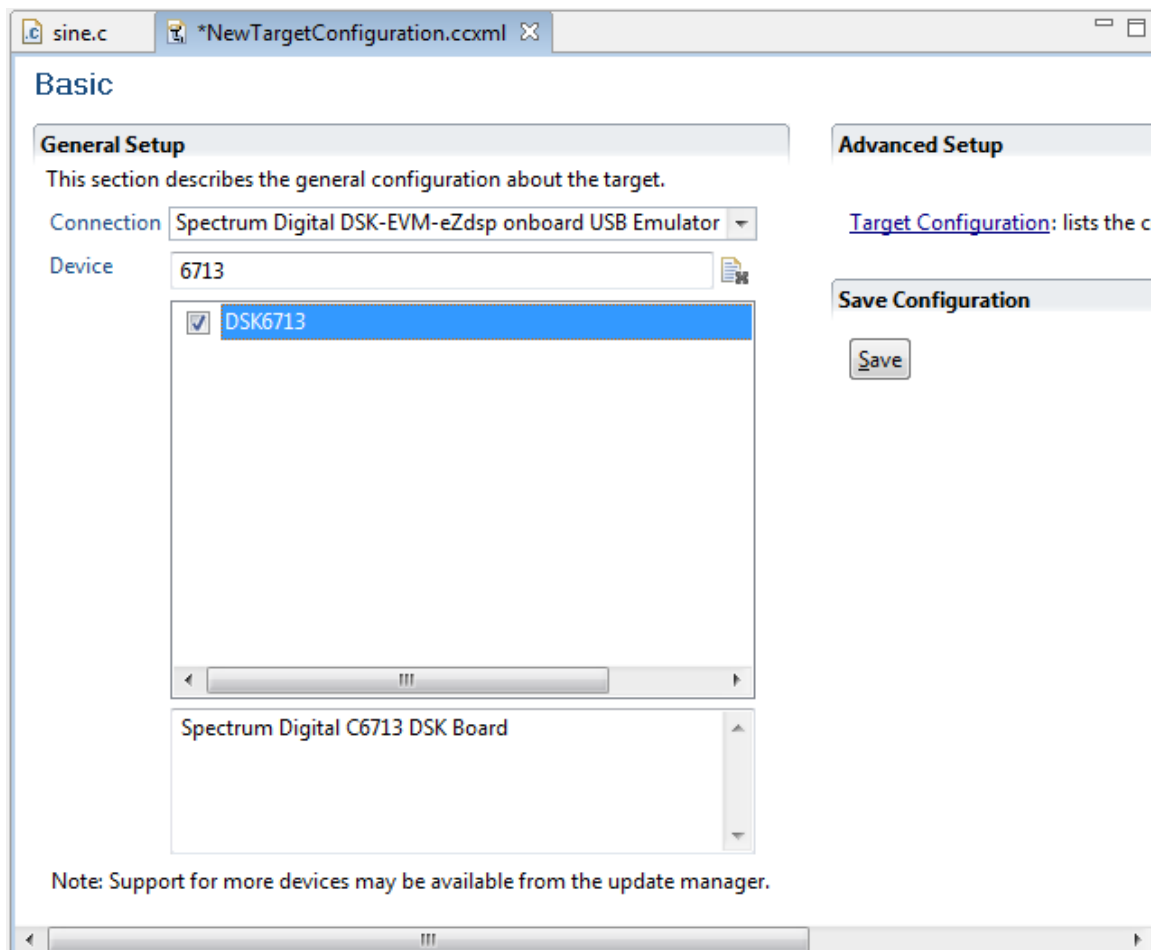 sine.c
*NewTargetConfiguration.ccxml
Basic
General Setup
This section describes the general configuration about the target.
Connection Spectrum Digital DSK-EVM-eZdsp onboard USB Emulator
Device 6713
DSK6713
Spectrum Digital C6713 DSK Board
Note: Support for more devices may be available from the update manager.
Advanced Setup
Target Configuration: lists the c
Save Configuration
Save